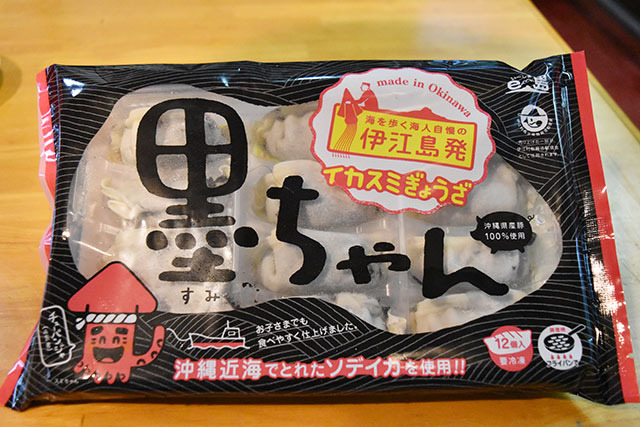 made in Okinawa
海を歩く海人自慢の
伊江島発
イカスミぎょうざ
墨ちゃん
沖縄県産豚
100%使用
お子さまでも
食べやすく仕上げました。
沖縄近海でとれたソデイカを使用!!
12個入
要冷凍
フライパンで